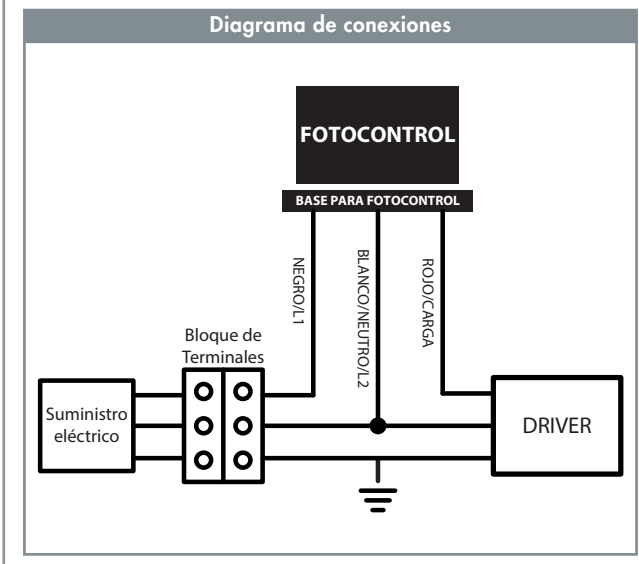 Diagrama de conexiones
FOTOCONTROL
BASE PARA FOTOCONTROL
NEGRO/L1
BLANCO/NEUTRO/L2
ROJO/CARGA
Bloque de
Terminales
Suministro
eléctrico
DRIVER